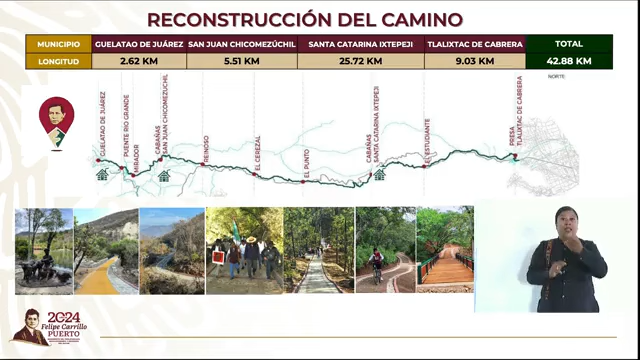 RECONSTRUCCIÓN DEL CAMINO
MUNICIPIO GUELATAO DE JUÁREZ SAN JUAN CHICOMEZÚCHIL SANTA CATARINA IXTEPEJI TLALIXTAC DE CABRERA TOTAL
LONGITUD 2.62 KM 5.51 KM 25.72 KM 9.03 KM 42.88 KM
NORTE
GUELATAO DE JUÁREZ
PUENTE RIO GRANDE
MIRADOR
CABAÑAS
SAN JUAN CHICOMEZÚCHIL
REINOSO
EL CEREZAL
EL PUNTO
CABAÑAS
SANTA CATARINA IXTEPEJI
EL ESTUDIANTE
PRESA
TLALIXTAC DE CABRERA
2024
Felipe Carrillo
PUERTO